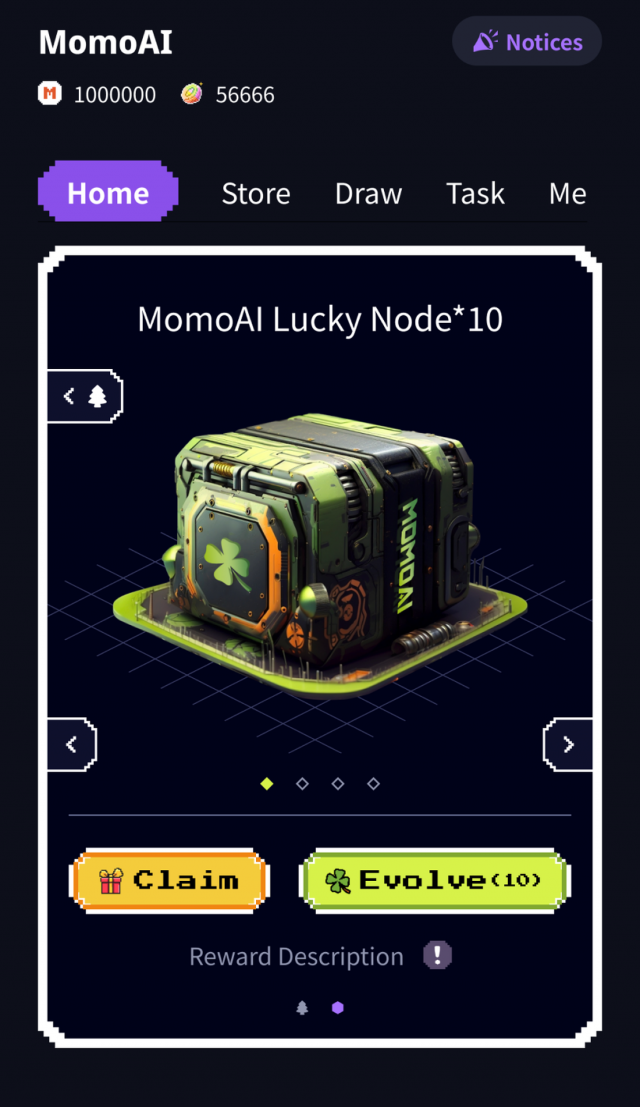 MomoAI
Notices
1000000 56666
Home Store Draw Task Me
MomoAI Lucky Node*10
MOMOAI
Claim
Evolve(10)
Reward Description